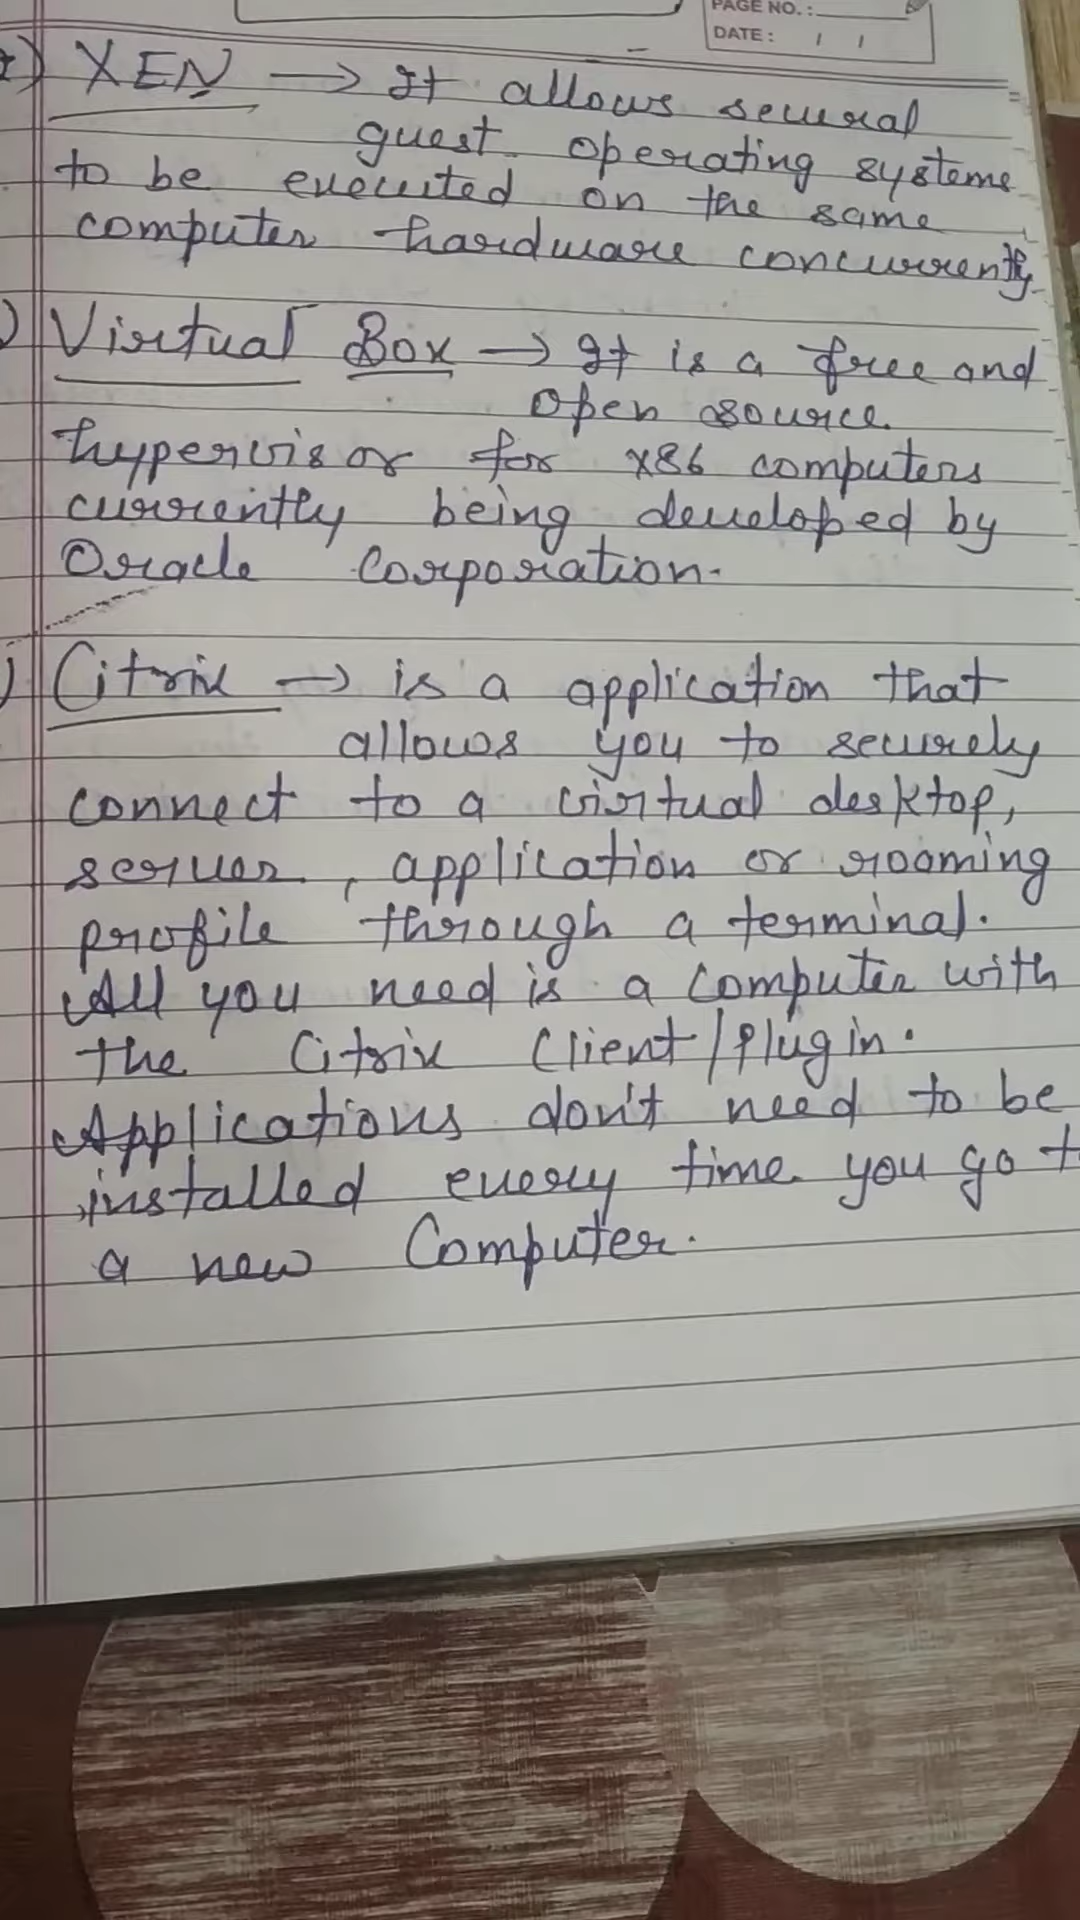 PAGE NO. :
DATE : / /
XEN → It allows several
guest operating systems
to be executed on the same
computer hardware concurrently.
Virtual Box → It is a free and
open source
hypervisor for x86 computers
currently being developed by
Oracle Corporation.
Citrix → is a application that
allows you to securely
connect to a virtual desktop,
server, application or roaming
profile through a terminal.
All you need is a computer with
the Citrix Client/Plugin.
Applications don't need to be
installed every time you go t
a new Computer.